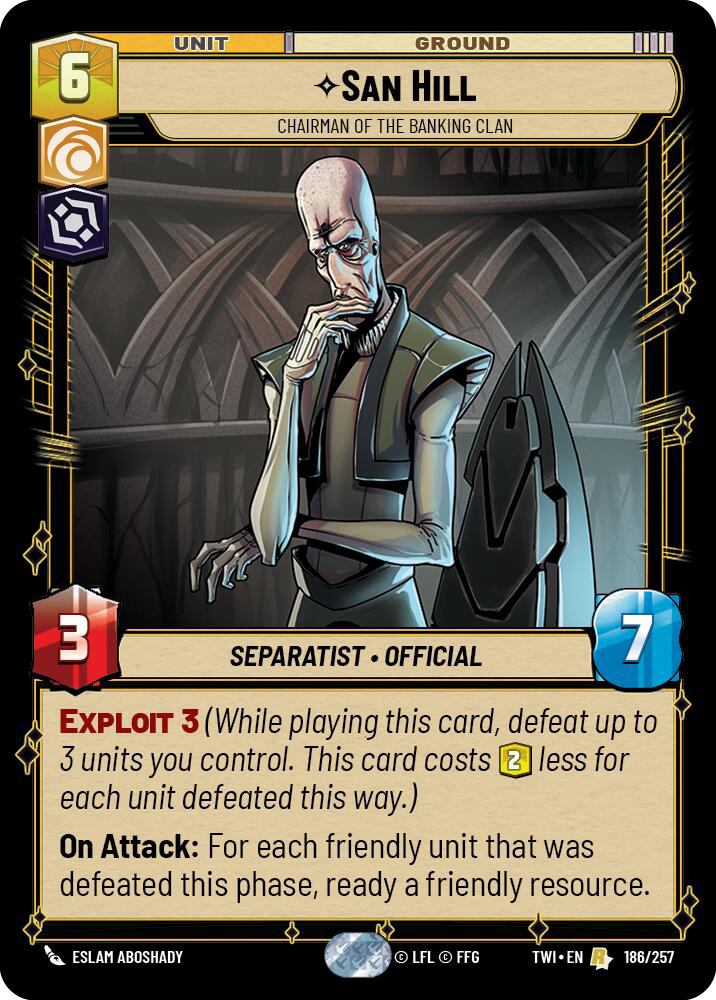 UNIT
GROUND
6
✧SAN HILL
CHAIRMAN OF THE BANKING CLAN
3
SEPARATIST • OFFICIAL
7
EXPLOIT 3 (While playing this card, defeat up to
3 units you control. This card costs 2 less for
each unit defeated this way.)
On Attack: For each friendly unit that was
defeated this phase, ready a friendly resource.
ESLAM ABOSHADY
© LFL © FFG
TWI • EN R 186/257